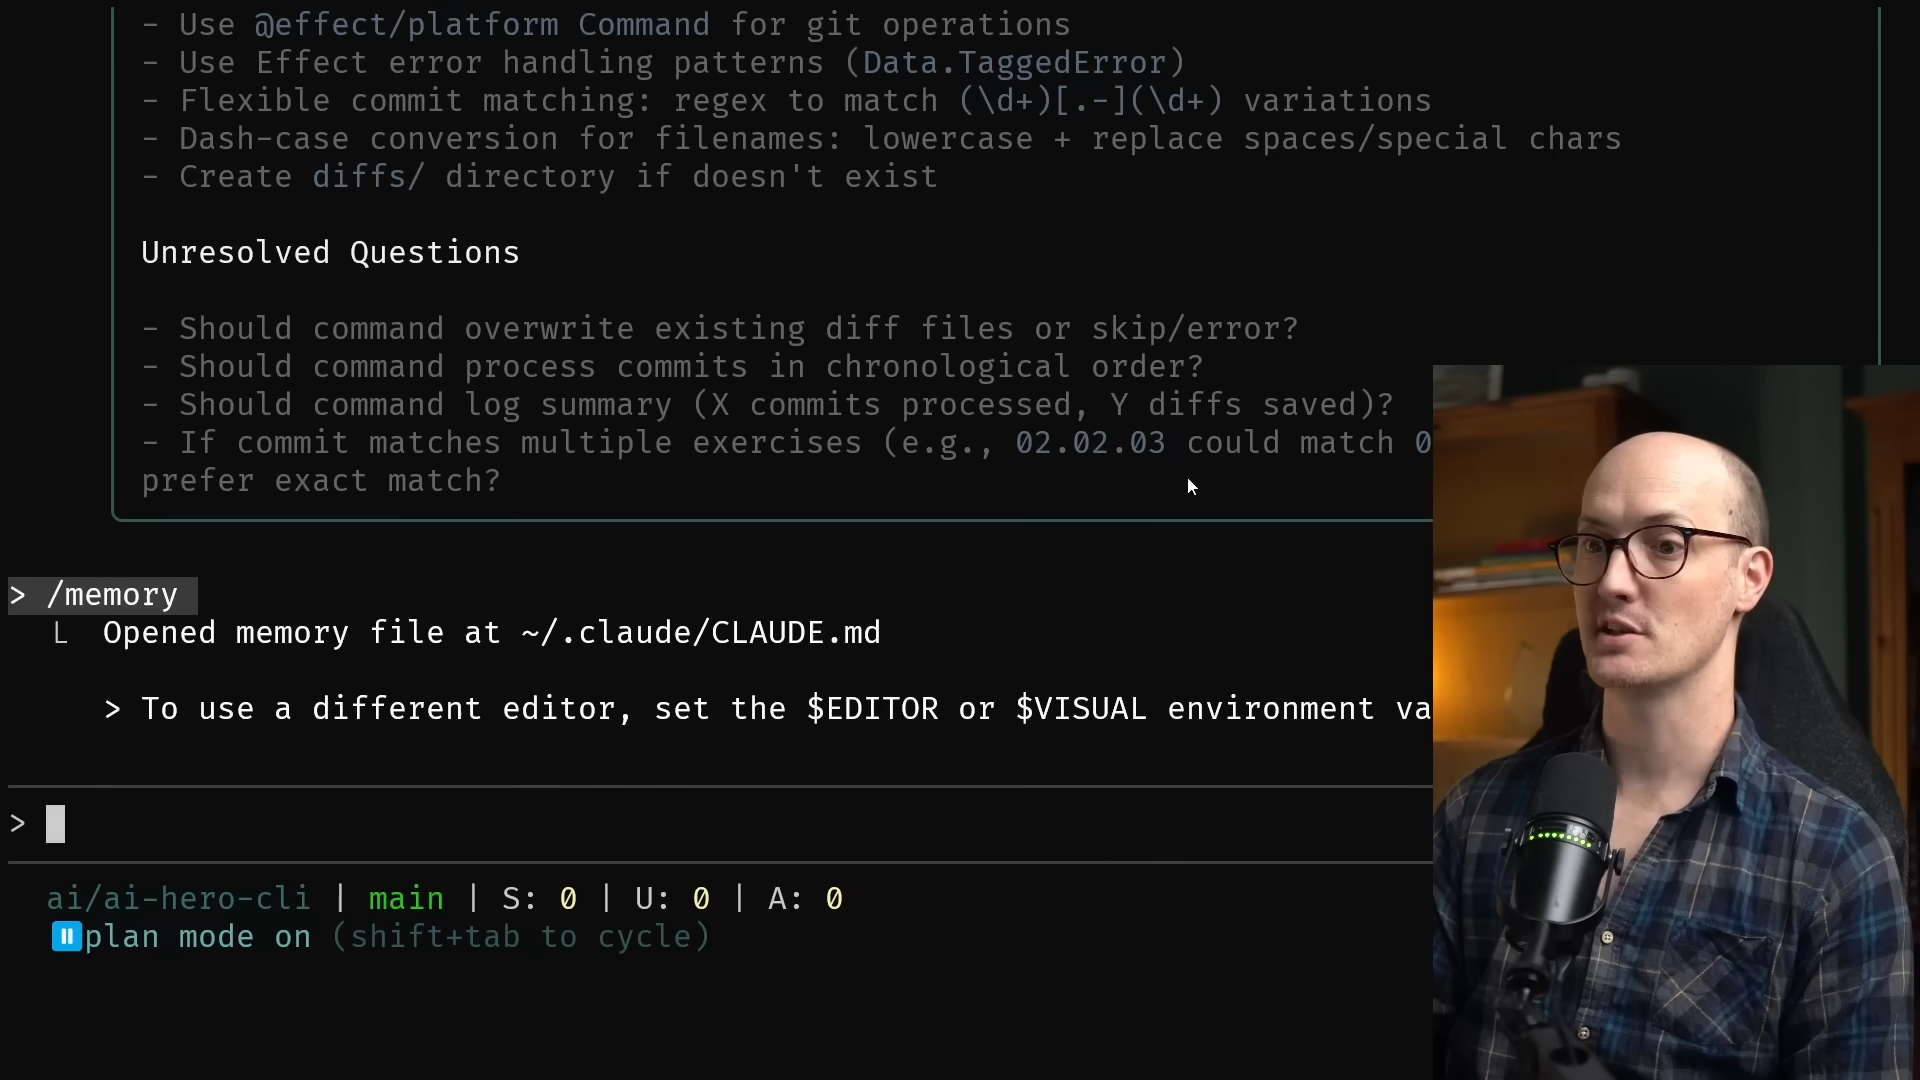 - Use @effect/platform Command for git operations
- Use Effect error handling patterns (Data.TaggedError)
- Flexible commit matching: regex to match (\d+)[.-](\d+) variations
- Dash-case conversion for filenames: lowercase + replace spaces/special chars
- Create diffs/ directory if doesn't exist
Unresolved Questions
- Should command overwrite existing diff files or skip/error?
- Should command process commits in chronological order?
- Should command log summary (X commits processed, Y diffs saved)?
- If commit matches multiple exercises (e.g., 02.02.03 could match 0
prefer exact match?
> /memory
L Opened memory file at ~/.claude/CLAUDE.md
> To use a different editor, set the $EDITOR or $VISUAL environment va
>
ai/ai-hero-cli | main | S: 0 | U: 0 | A: 0
⏸plan mode on (shift+tab to cycle)